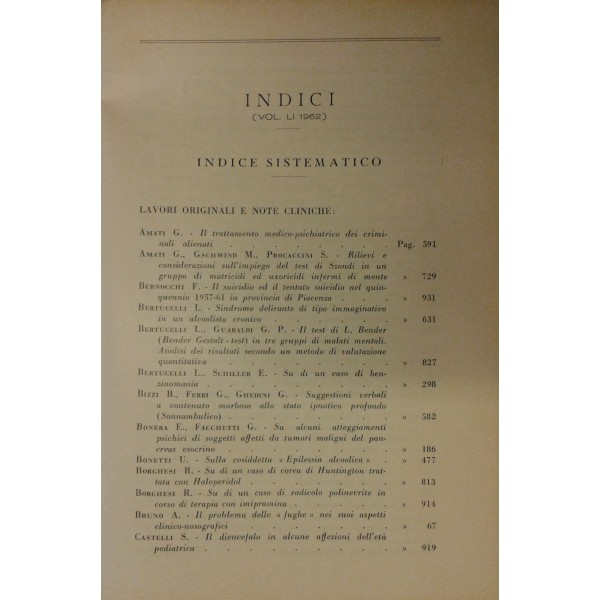 INDICI
(VOL. LI 1962)
INDICE SISTEMATICO
LAVORI ORIGINALI E NOTE CLINICHE:
AMATI G. - Il trattamento medico-psichiatrico dei crimi-
nali alienati . . . . . . . . . Pag. 591
AMATI G., GSCHWIND M., PROCACCINI S. - Rilievi e
considerazioni sull'impiego del test di Szondi in un
gruppo di matricidi ed uxoricidi infermi di mente » 729
BERNOCCHI F. - Il suicidio ed il tentato suicidio nel quin-
quennio 1957-61 in provincia di Piacenza . . . » 931
BERTUCELLI L. - Sindrome delirante di tipo immaginativo
in un alcoolista cronico . . . . . . . » 631
BERTUCELLI L., GUARALDI G. P. - Il test di L. Bender
(Bender Gestalt - test) in tre gruppi di malati mentali.
Analisi dei risultati secondo un metodo di valutazione
quantitativa . . . . . . . . . » 827
BERTUCELLI L., SCHILLER E. - Su di un caso di ben-
zinomania . . . . . . . . . . » 298
BIZZI B., FERRI G., GHEDINI G. - Suggestioni verbali
a contenuto morboso allo stato ipnotico profondo
(Sonnambulico) . . . . . . . . » 582
BONERA E., FACCHETTI G. - Su alcuni atteggiamenti
psichici di soggetti affetti da tumori maligni del pan-
creas esocrino . . . . . . . . . » 186
BONETTI U. - Sulla cosiddetta « Epilessia alcoolica » . » 477
BORGHESI R. - Su di un caso di corea di Huntington trat-
tata con Haloperidol . . . . . . . » 813
BORGHESI R. - Su di un caso di radicolo polinevrite in
corso di terapia con imipramina . . . . . » 914
BRUNO A. - Il problema delle « fughe » nei suoi aspetti
clinico-nosografici . . . . . . . . » 67
CASTELLI S. - Il diencefalo in alcune affezioni dell'età
pediatrica . . . . . . . . . . » 919